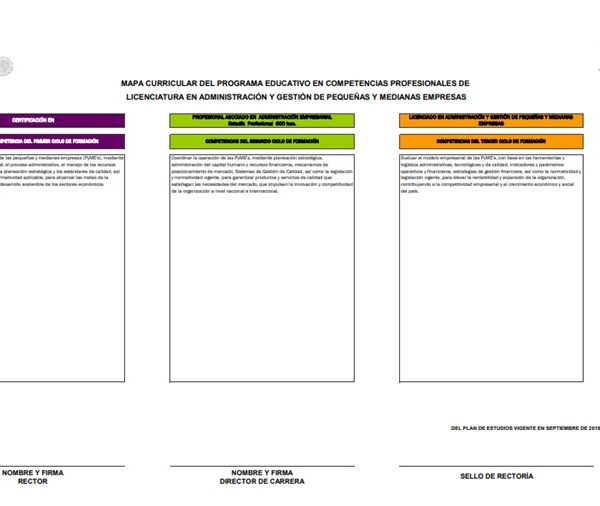 MAPA CURRICULAR DEL PROGRAMA EDUCATIVO EN COMPETENCIAS PROFESIONALES DE
LICENCIATURA EN ADMINISTRACIÓN Y GESTIÓN DE PEQUEÑAS Y MEDIANAS EMPRESAS
CERTIFICACIÓN EN
COMPETENCIA DEL PRIMER CICLO DE FORMACIÓN
de las pequeñas y medianas empresas (PyMEs), mediante
el proceso administrativo, el manejo de los recursos
planeación estratégica y los estándares de calidad, así
normatividad aplicable, para alcanzar las metas de la
desarrollo sostenible de los sectores económicos
PROFESIONAL ASOCIADO EN ADMINISTRACIÓN EMPRESARIAL
Estadía Profesional 600 hrs.
COMPETENCIAS DEL SEGUNDO CICLO DE FORMACIÓN
Coordinar la operación de las PyMEs, mediante planeación estratégica,
administración del capital humano y recursos financieros, mecanismos de
posicionamiento de mercado, Sistemas de Gestión de Calidad, así como la legislación
y normatividad vigente, para garantizar productos y servicios de calidad que
satisfagan las necesidades del mercado, que impulsen la innovación y competitividad
de la organización a nivel nacional e internacional.
LICENCIADO EN ADMINISTRACIÓN Y GESTIÓN DE PEQUEÑAS Y MEDIANAS
EMPRESAS
COMPETENCIAS DEL TERCER CICLO DE FORMACIÓN
Evaluar el modelo empresarial de las PyMEs, con base en las herramientas y
logística administrativas, tecnológicas y de calidad, indicadores y parámetros
operativos y financieros, estrategias de gestión financiera, así como la normatividad y
legislación vigente, para elevar la rentabilidad y expansión de la organización,
contribuyendo a la competitividad empresarial y al crecimiento económico y social
del país.
DEL PLAN DE ESTUDIOS VIGENTE EN SEPTIEMBRE DE 2018
NOMBRE Y FIRMA
RECTOR
NOMBRE Y FIRMA
DIRECTOR DE CARRERA
SELLO DE RECTORÍA